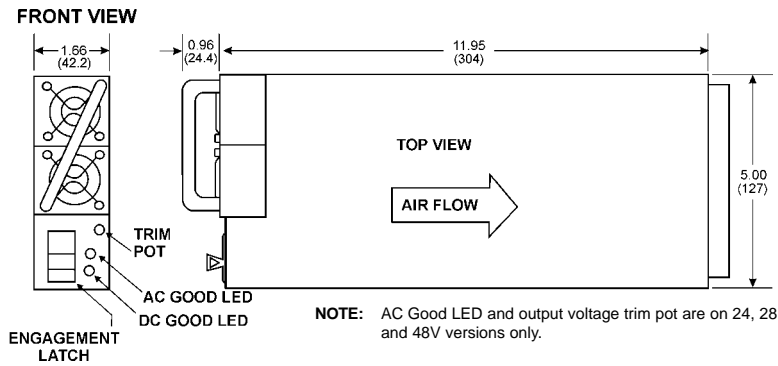 FRONT VIEW
1.66
(42.2)
0.96
(24.4)
11.95
(304)
TOP VIEW
AIR FLOW
5.00
(127)
TRIM
POT
AC GOOD LED
DC GOOD LED
ENGAGEMENT
LATCH
NOTE: AC Good LED and output voltage trim pot are on 24, 28
and 48V versions only.